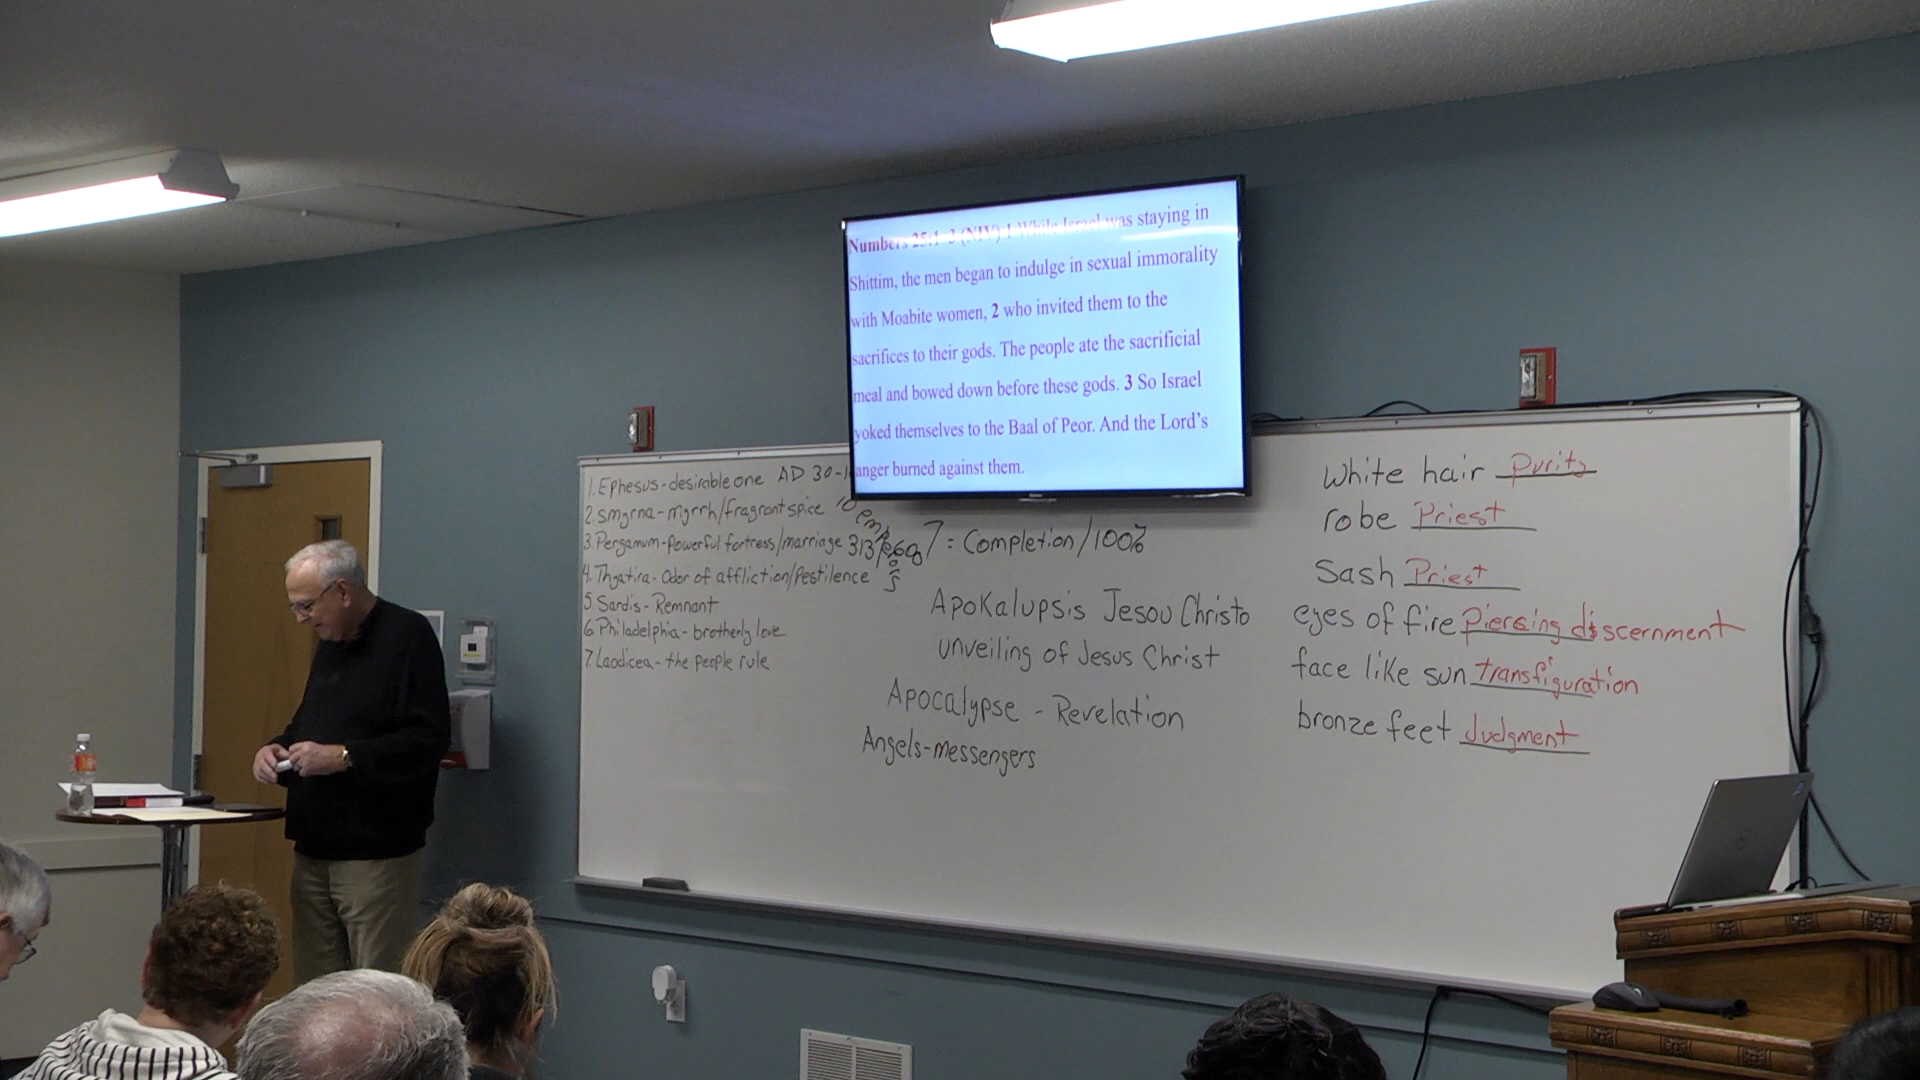 Numbers 25:1-3 (NIV) 1 While Israel was staying in
Shittim, the men began to indulge in sexual immorality
with Moabite women, 2 who invited them to the
sacrifices to their gods. The people ate the sacrificial
meal and bowed down before these gods. 3 So Israel
yoked themselves to the Baal of Peor. And the Lord’s
anger burned against them.
1. Ephesus - desirable one AD 30-1
2. Smyrna - myrrh/fragrant spice 10
3. Pergamum - powerful fortress/marriage 313/
4. Thyatira - Odor of affliction/Pestilence
5. Sardis - Remnant
6. Philadelphia - brotherly love
7. Laodicea - the people rule
7 = Completion/100%
Apokalupsis Jesou Christo
unveiling of Jesus Christ
Apocalypse - Revelation
Angels - messengers
White hair Purity
robe Priest
Sash Priest
eyes of fire piercing discernment
face like sun transfiguration
bronze feet Judgment